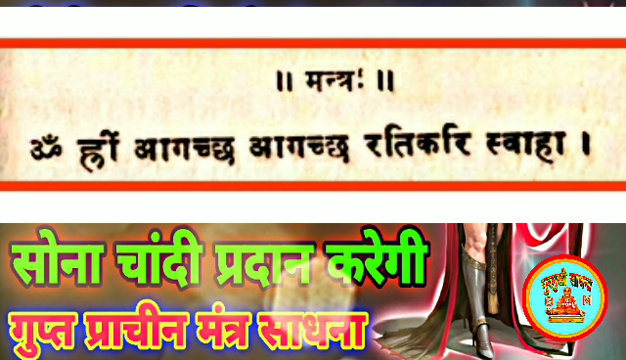 ॥ मन्त्रः ॥
ॐ ह्रीं आगच्छ आगच्छ रतिकरि स्वाहा ।
सोना चांदी प्रदान करेगी
गुप्त प्राचीन मंत्र साधना